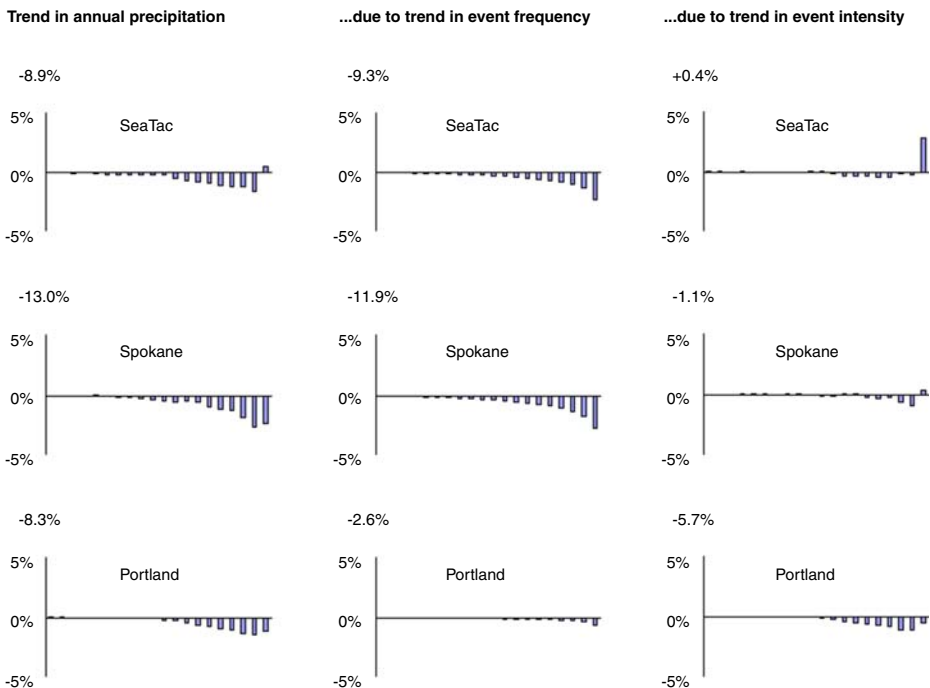 Trend in annual precipitation ...due to trend in event frequency ...due to trend in event intensity
-8.9% -9.3% +0.4%
5% SeaTac 5% SeaTac 5% SeaTac
0% 0% 0%
-5% -5% -5%
-13.0% -11.9% -1.1%
5% Spokane 5% Spokane 5% Spokane
0% 0% 0%
-5% -5% -5%
-8.3% -2.6% -5.7%
5% Portland 5% Portland 5% Portland
0% 0% 0%
-5% -5% -5%